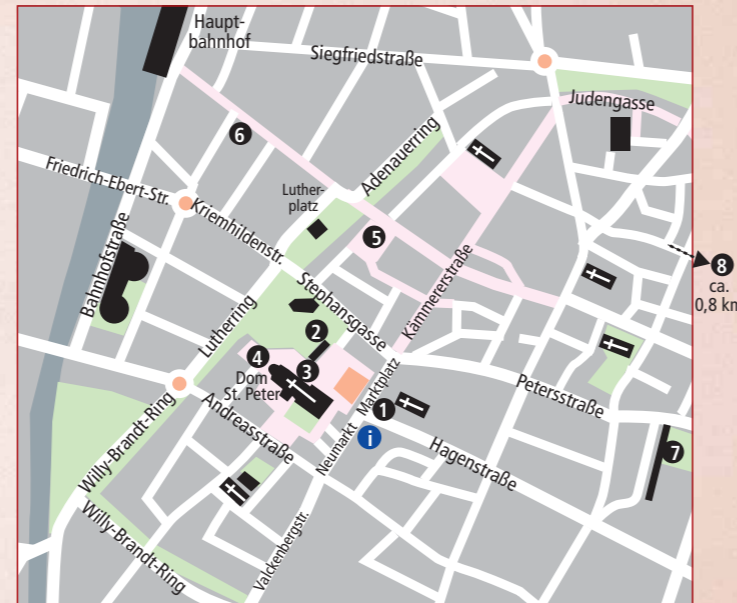 Haupt-
bahnhof
Siegfriedstraße
Judengasse
6
Adenauerring
Friedrich-Ebert-Str.
Luther-
platz
Kriemhildenstr.
5
Bahnhofstraße
Kämmererstraße
8
ca.
0,8 km
Stephansgasse
Lutherring
2
4
3
Dom
St. Peter
Marktplatz
Petersstraße
1
Willy-Brandt-Ring
Andreasstraße
Neumarkt
i
Hagenstraße
7
Willy-Brandt-Ring
Valckenbergstr.